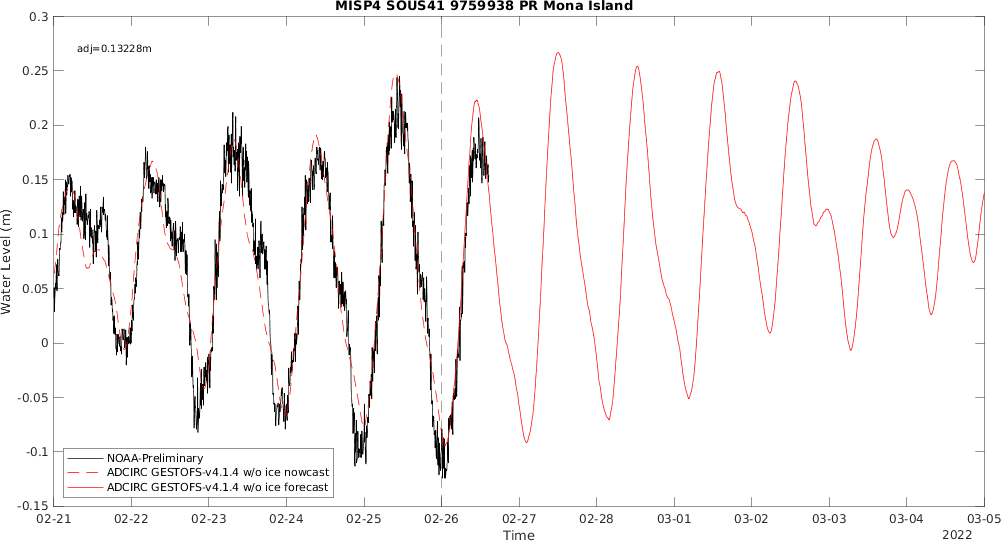 MISP4 SOUS41 9759938 PR Mona Island
adj=0.13228m
0.3
0.25
0.2
0.15
0.1
0.05
0
-0.05
-0.1
-0.15
Water Level (m)
NOAA-Preliminary
ADCIRC GESTOFS-v4.1.4 w/o ice nowcast
ADCIRC GESTOFS-v4.1.4 w/o ice forecast
02-21 02-22 02-23 02-24 02-25 02-26 02-27 02-28 03-01 03-02 03-03 03-04 03-05
Time
2022